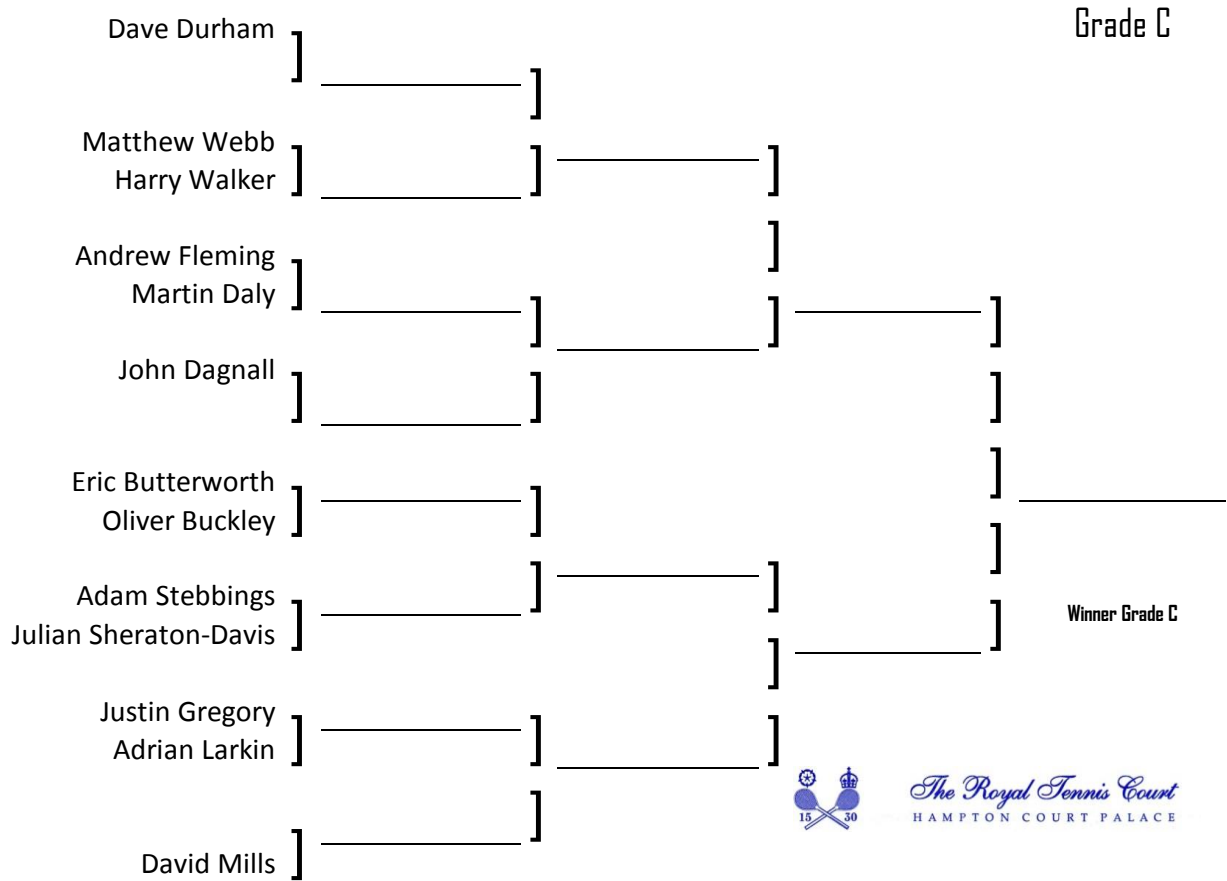 Grade C
Dave Durham
Matthew Webb
Harry Walker
Andrew Fleming
Martin Daly
John Dagnall
Eric Butterworth
Oliver Buckley
Adam Stebbings
Julian Sheraton-Davis
Winner Grade C
Justin Gregory
Adrian Larkin
The Royal Tennis Court
HAMPTON COURT PALACE
15 30
David Mills